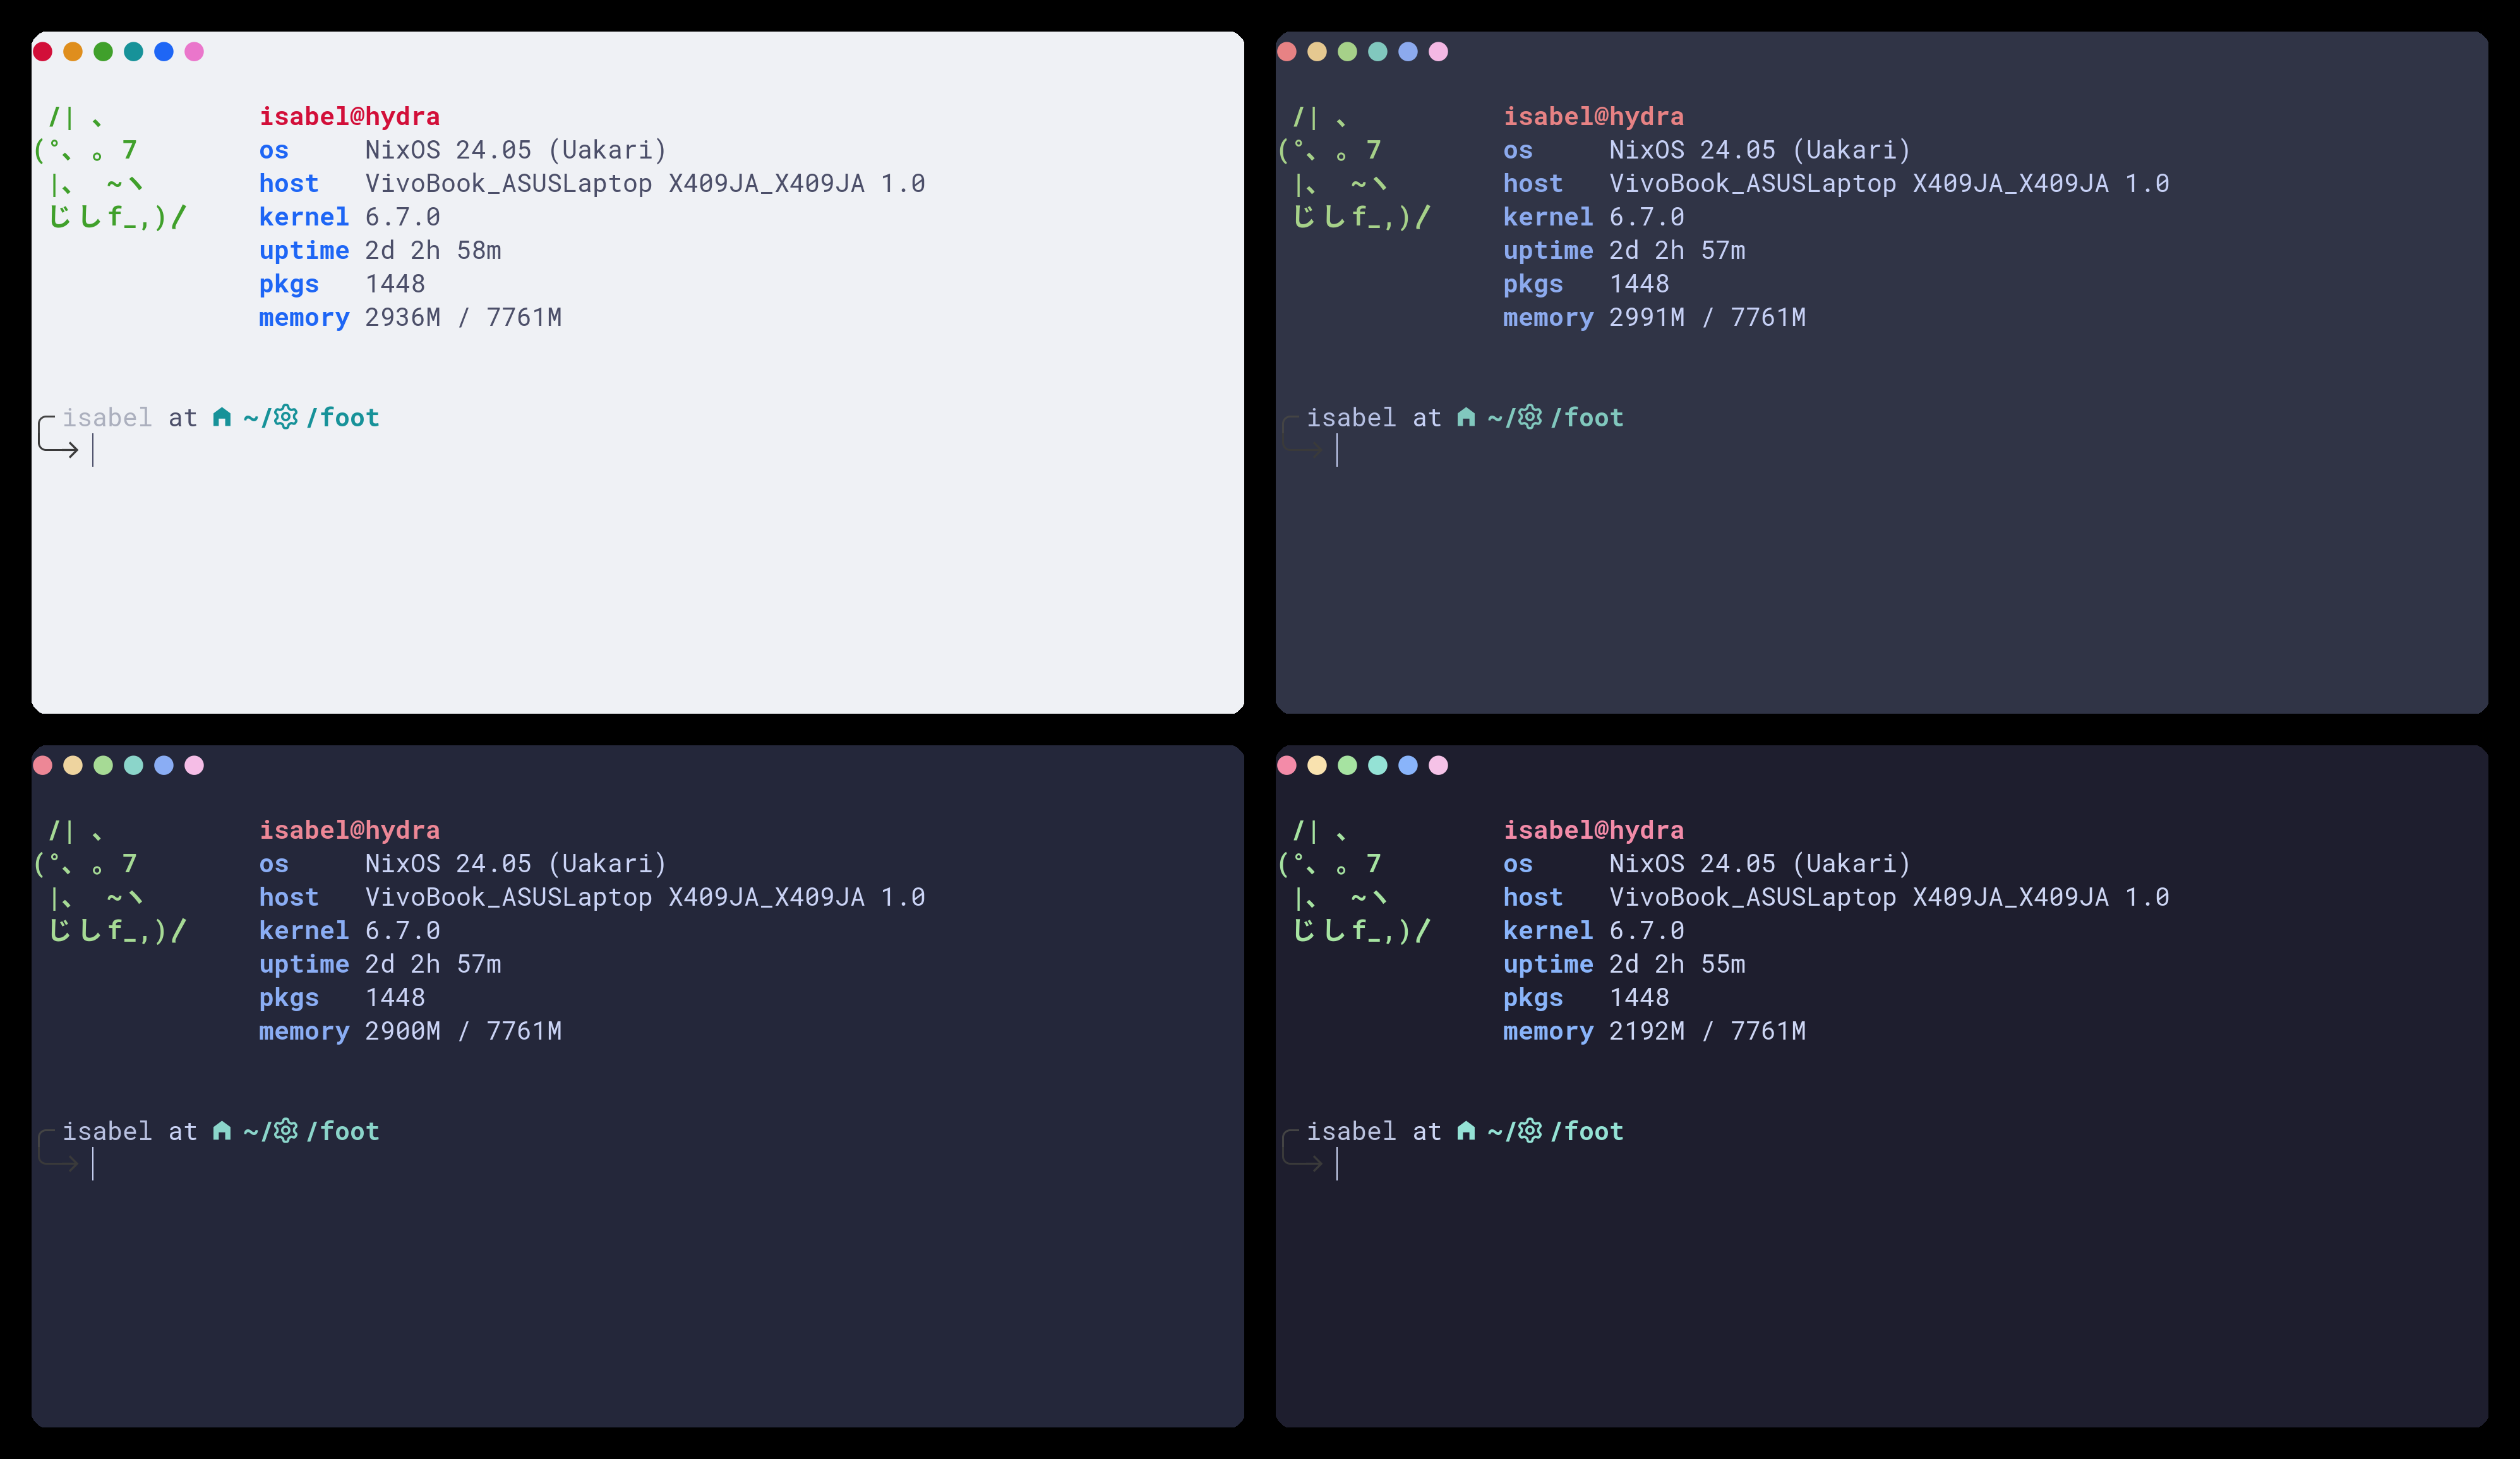 /| 、 isabel@hydra
(°、 。7 os NixOS 24.05 (Uakari)
|、 ~ヽ host VivoBook_ASUSLaptop X409JA_X409JA 1.0
じしf_,)/ kernel 6.7.0
uptime 2d 2h 58m
pkgs 1448
memory 2936M / 7761M
isabel at ~/ /foot
/| 、 isabel@hydra
(°、 。7 os NixOS 24.05 (Uakari)
|、 ~ヽ host VivoBook_ASUSLaptop X409JA_X409JA 1.0
じしf_,)/ kernel 6.7.0
uptime 2d 2h 57m
pkgs 1448
memory 2991M / 7761M
isabel at ~/ /foot
/| 、 isabel@hydra
(°、 。7 os NixOS 24.05 (Uakari)
|、 ~ヽ host VivoBook_ASUSLaptop X409JA_X409JA 1.0
じしf_,)/ kernel 6.7.0
uptime 2d 2h 57m
pkgs 1448
memory 2900M / 7761M
isabel at ~/ /foot
/| 、 isabel@hydra
(°、 。7 os NixOS 24.05 (Uakari)
|、 ~ヽ host VivoBook_ASUSLaptop X409JA_X409JA 1.0
じしf_,)/ kernel 6.7.0
uptime 2d 2h 55m
pkgs 1448
memory 2192M / 7761M
isabel at ~/ /foot